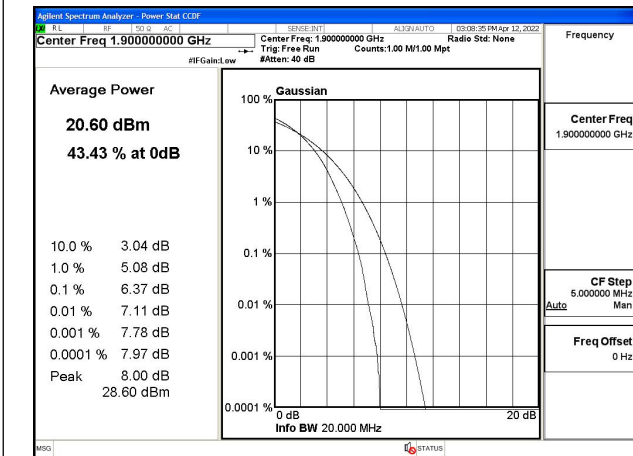 Agilent Spectrum Analyzer - Power Stat CCDF
RL RF 50 Ω AC SENSE:INT ALIGNAUTO 03:08:35 PM Apr 12, 2022
Center Freq 1.900000000 GHz
Center Freq: 1.900000000 GHz Radio Std: None
Trig: Free Run Counts:1.00 M/1.00 Mpt
#IFGain:Low #Atten: 40 dB
Frequency
Average Power
20.60 dBm
43.43 % at 0dB
10.0 % 3.04 dB
1.0 % 5.08 dB
0.1 % 6.37 dB
0.01 % 7.11 dB
0.001 % 7.78 dB
0.0001 % 7.97 dB
Peak 8.00 dB
28.60 dBm
Gaussian
100 %
10 %
1 %
0.1 %
0.01 %
0.001 %
0.0001 %
0 dB 20 dB
Info BW 20.000 MHz
Center Freq
1.900000000 GHz
CF Step
5.000000 MHz
Auto Man
Freq Offset
0 Hz
MSG STATUS